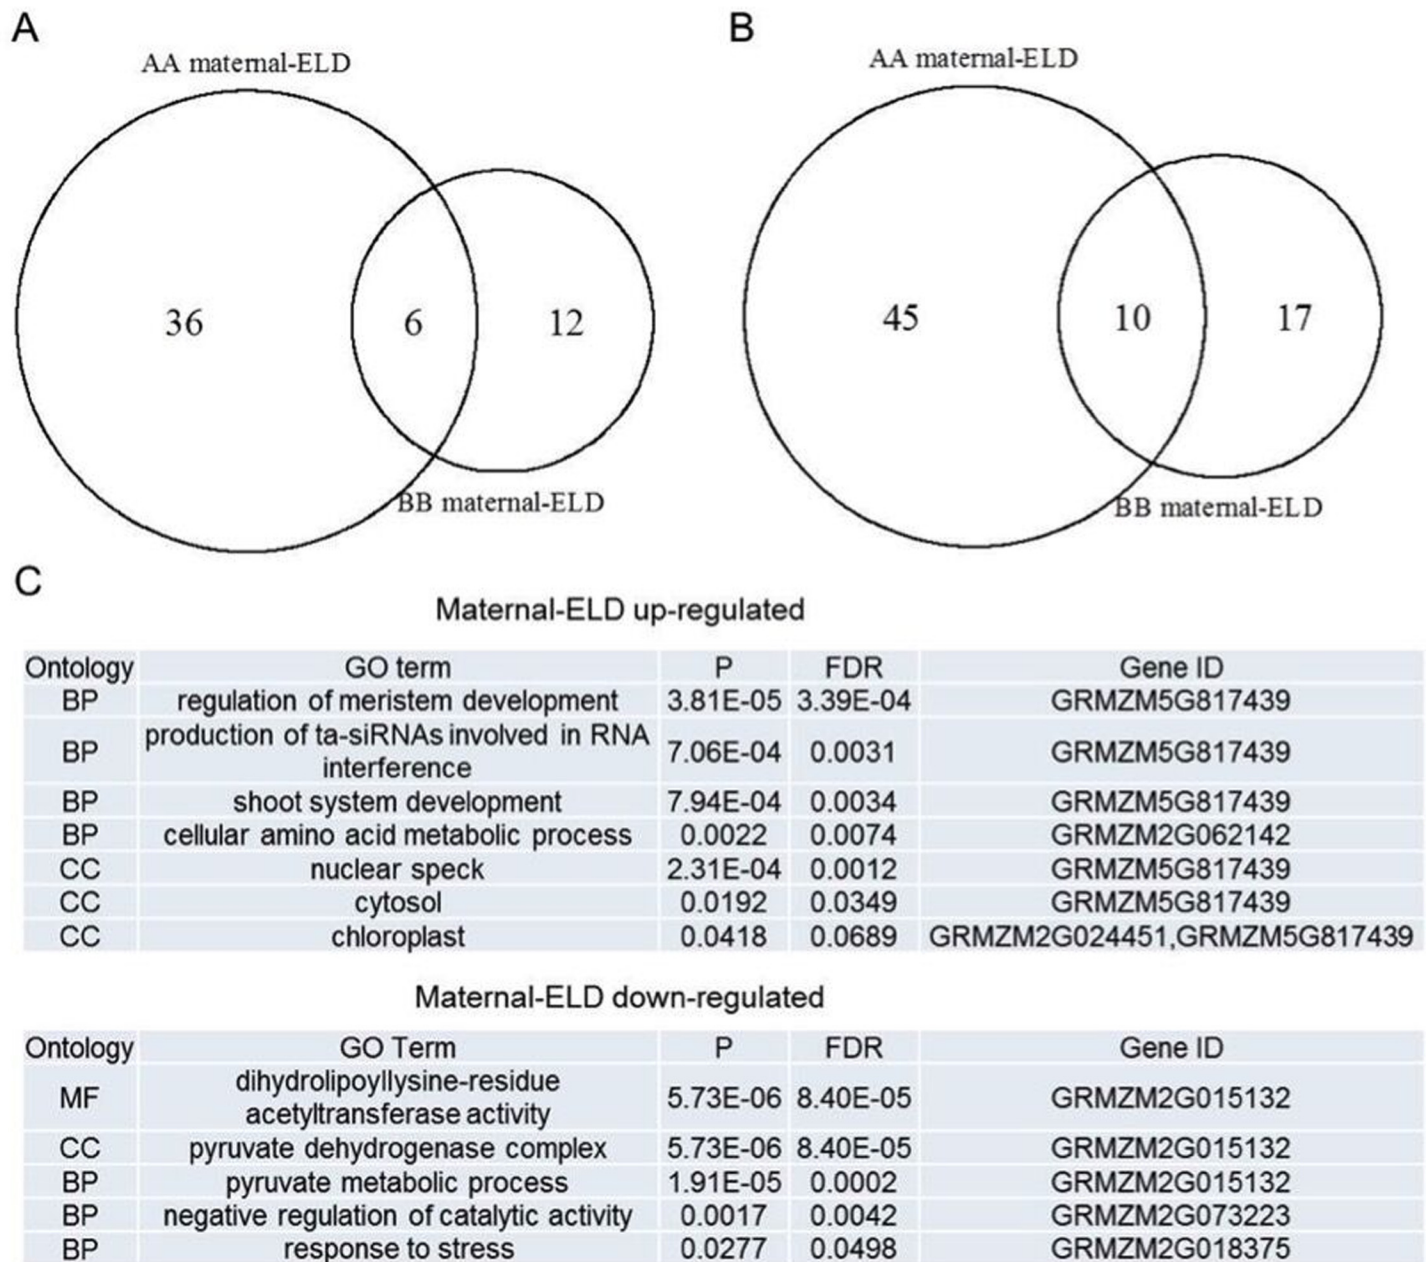 A
B
AA maternal-ELD
AA maternal-ELD
36
6
12
45
10
17
BB maternal-ELD
BB maternal-ELD
C
Maternal-ELD up-regulated
Ontology GO term P FDR Gene ID
BP regulation of meristem development 3.81E-05 3.39E-04 GRMZM5G817439
BP production of ta-siRNAs involved in RNA
interference 7.06E-04 0.0031 GRMZM5G817439
BP shoot system development 7.94E-04 0.0034 GRMZM5G817439
BP cellular amino acid metabolic process 0.0022 0.0074 GRMZM2G062142
CC nuclear speck 2.31E-04 0.0012 GRMZM5G817439
CC cytosol 0.0192 0.0349 GRMZM5G817439
CC chloroplast 0.0418 0.0689 GRMZM2G024451,GRMZM5G817439
Maternal-ELD down-regulated
Ontology GO Term P FDR Gene ID
MF dihydrolipoyllysine-residue
acetyltransferase activity 5.73E-06 8.40E-05 GRMZM2G015132
CC pyruvate dehydrogenase complex 5.73E-06 8.40E-05 GRMZM2G015132
BP pyruvate metabolic process 1.91E-05 0.0002 GRMZM2G015132
BP negative regulation of catalytic activity 0.0017 0.0042 GRMZM2G073223
BP response to stress 0.0277 0.0498 GRMZM2G018375